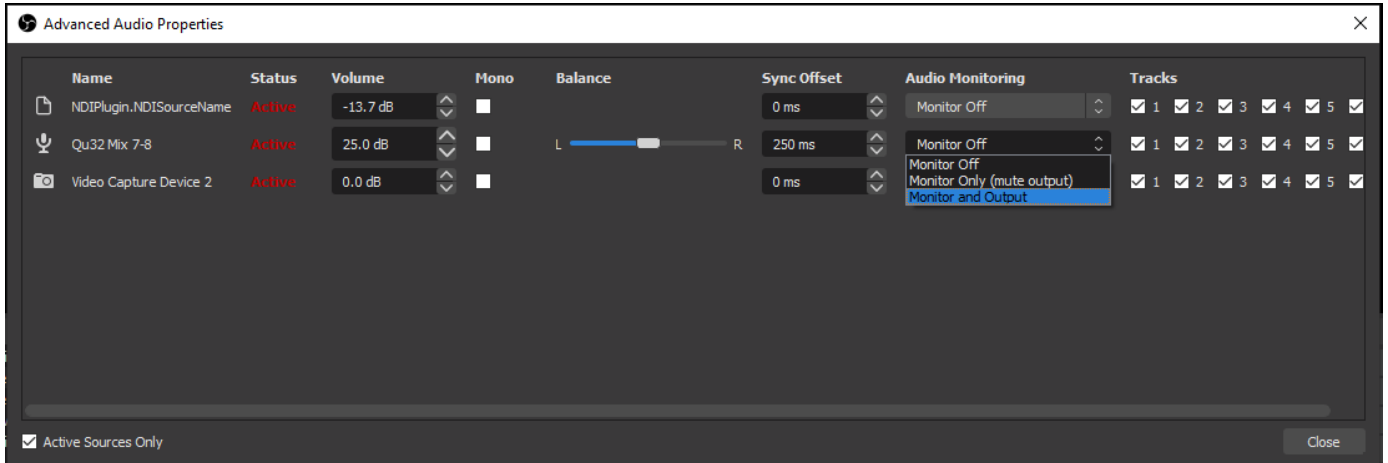 Advanced Audio Properties
Name Status Volume Mono Balance Sync Offset Audio Monitoring Tracks
NDIPlugin.NDISourceName Active -13.7 dB 0 ms Monitor Off 1 2 3 4 5
Qu32 Mix 7-8 Active 25.0 dB L R 250 ms Monitor Off 1 2 3 4 5
Monitor Off
Monitor Only (mute output)
Monitor and Output
Video Capture Device 2 Active 0.0 dB 0 ms 1 2 3 4 5
Active Sources Only
Close